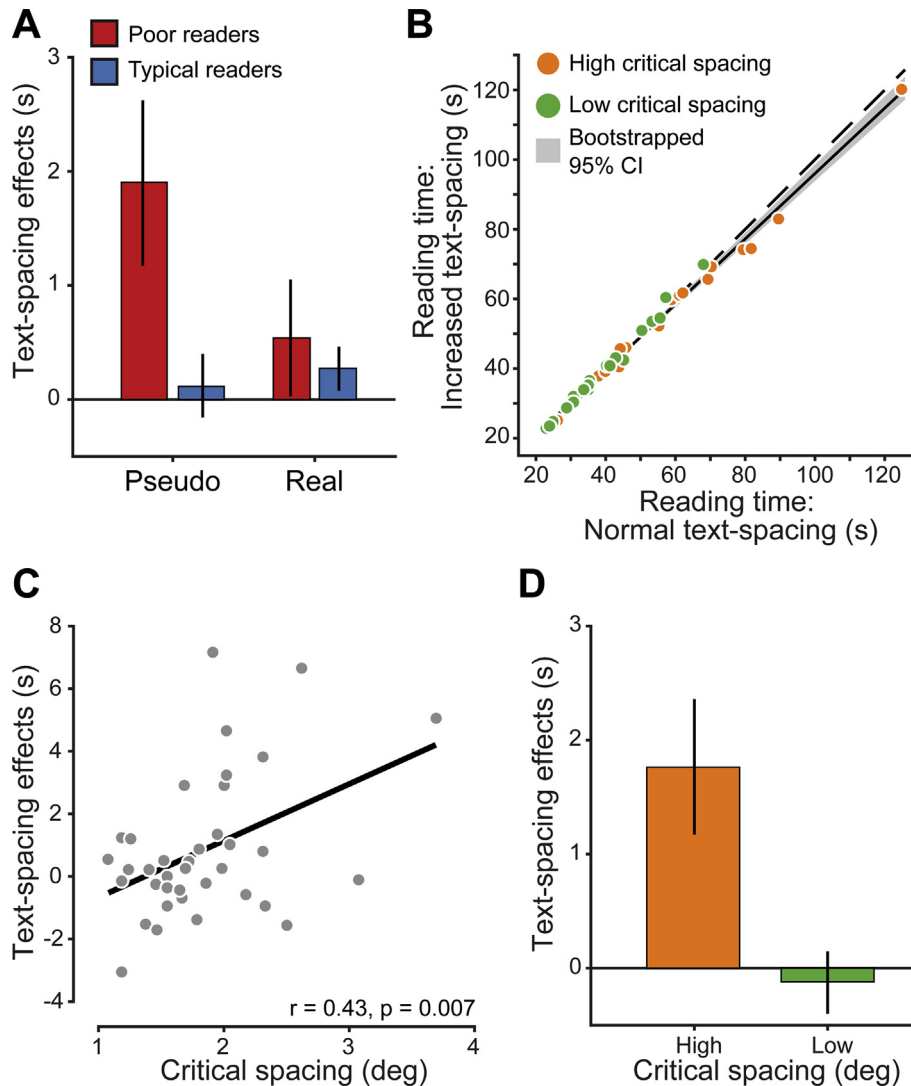 A
Poor readers
Typical readers
Text-spacing effects (s)
3
2
1
0
Pseudo
Real
B
High critical spacing
Low critical spacing
Bootstrapped
95% CI
Reading time:
Increased text-spacing (s)
120
100
80
60
40
20
20 40 60 80 100 120
Reading time:
Normal text-spacing (s)
C
Text-spacing effects (s)
8
6
4
2
0
-2
-4
r = 0.43, p = 0.007
1 2 3 4
Critical spacing (deg)
D
Text-spacing effects (s)
3
2
1
0
High Low
Critical spacing (deg)